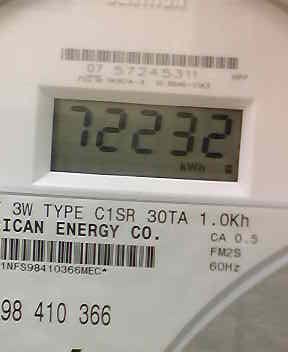 07 57245311
72232
kWh
3W TYPE C1SR 30TA 1.0Kh
RICAN ENERGY CO.
CA 0.5
FM2S
60Hz
1NFS98410366MEC*
98 410 366